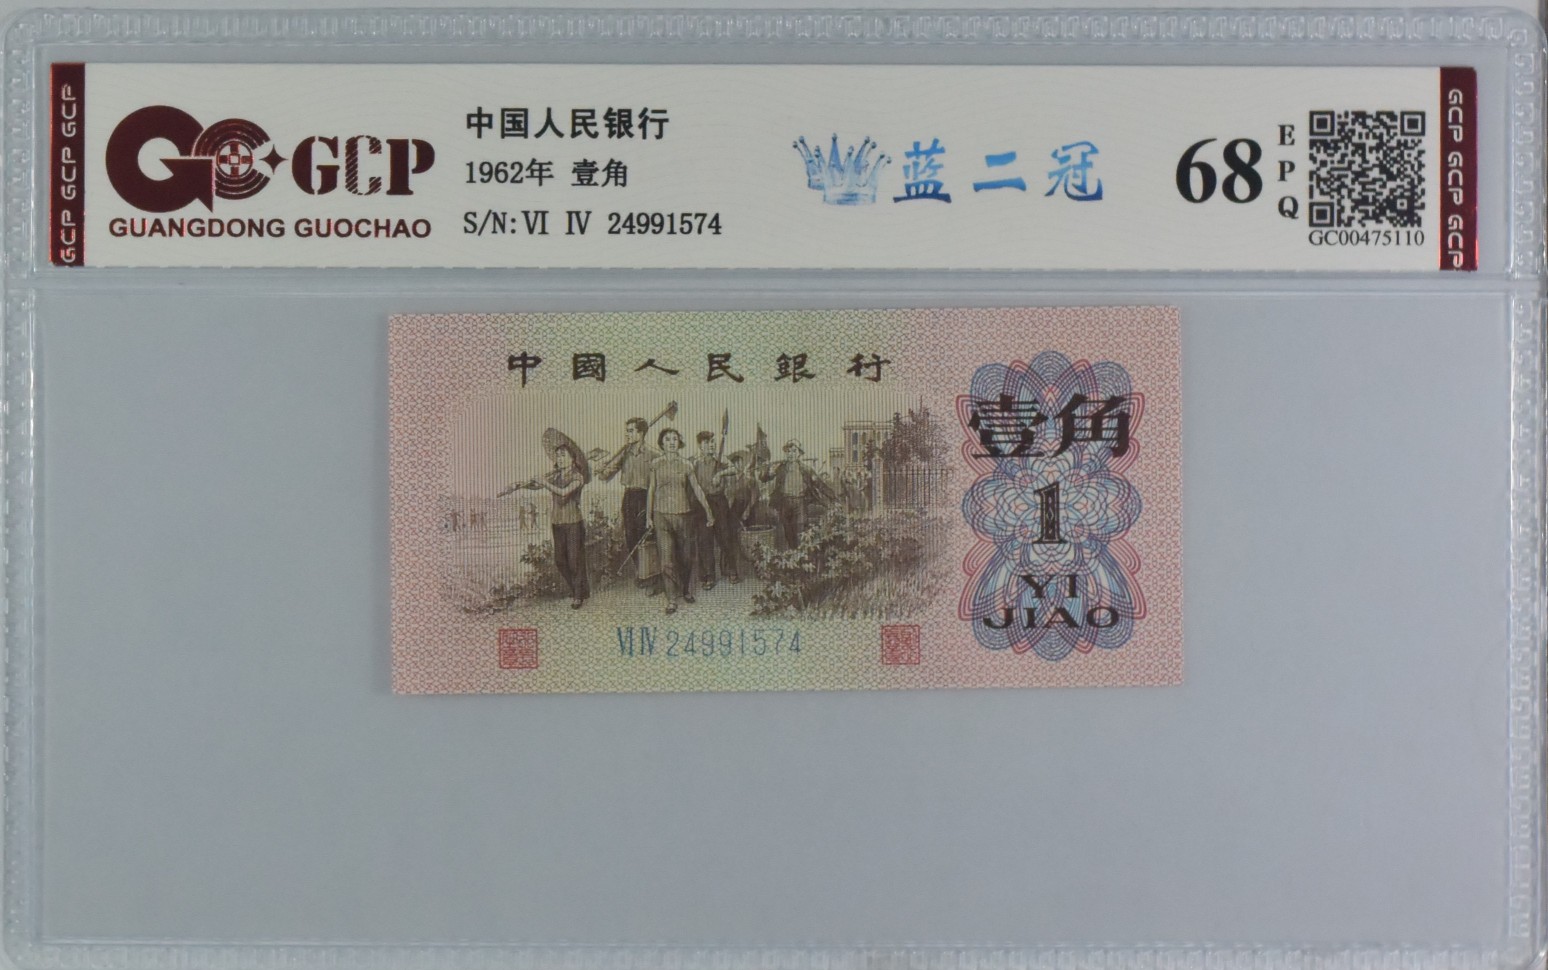 GCP GCP GCP
GCP
GUANGDONG GUOCHAO
中国人民银行
1962年 壹角
S/N: Ⅵ Ⅳ 24991574
蓝二冠
68
EPQ
GC00475110
GCP GCP GCP
中國人民銀行
壹角
1
YI
JIAO
ⅥⅣ 24991574